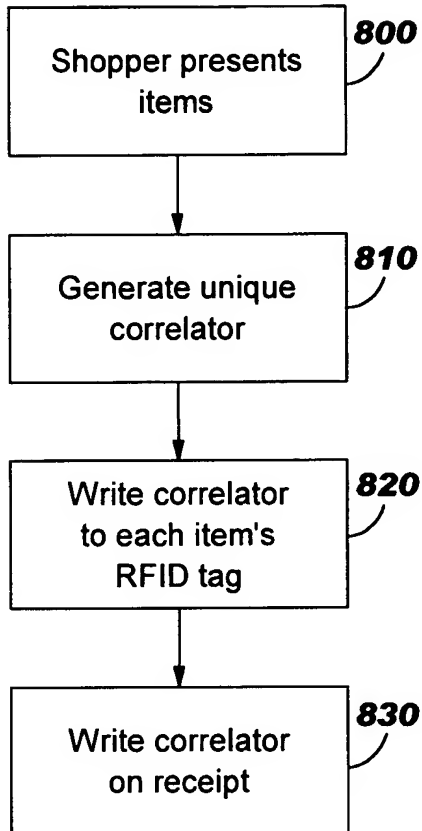 800
Shopper presents
items
810
Generate unique
correlator
820
Write correlator
to each item's
RFID tag
830
Write correlator
on receipt